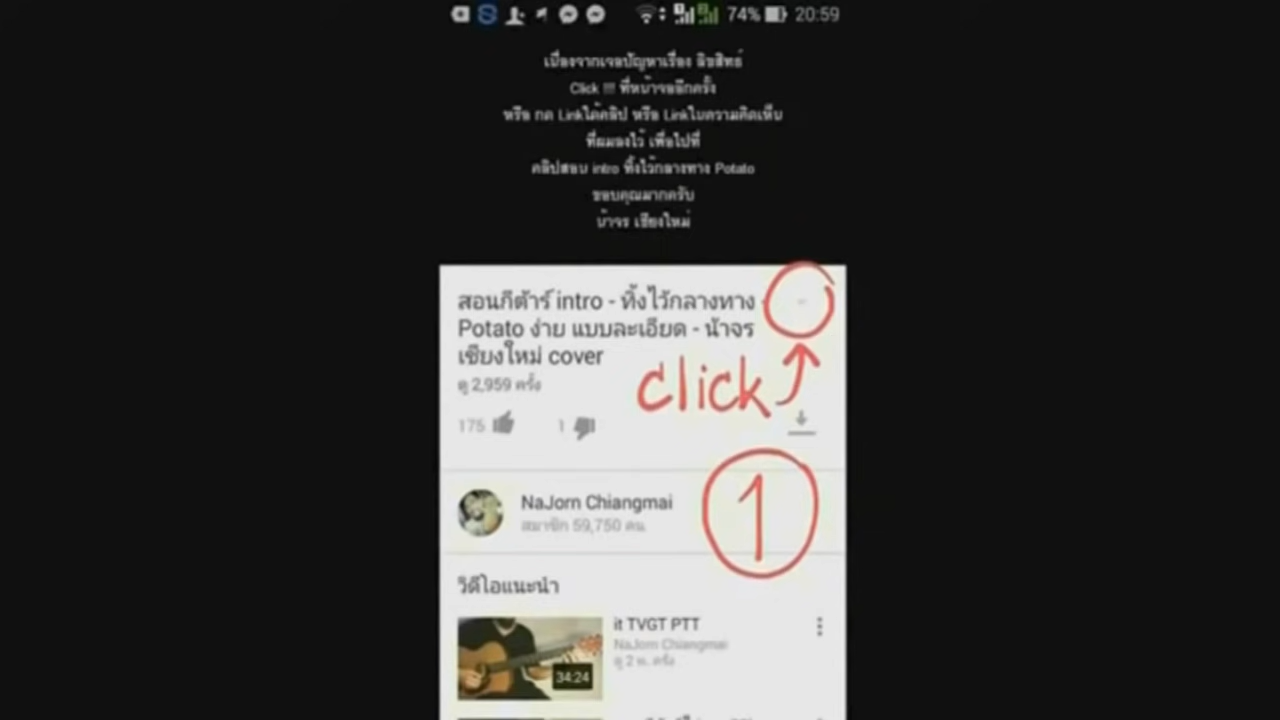 74% 20:59
เนื่องจากเจอปัญหาเรื่อง ลิขสิทธ์
Click !!! ที่หน้าจออีกครั้ง
หรือ กด Linkใต้คลิป หรือ Linkในความคิดเห็น
ที่ผมลงไว้ เพื่อไปที่
คลิปสอน intro ทิ้งไว้กลางทาง Potato
ขอบคุณมากครับ
น้าจร เชียงใหม่
สอนกีต้าร์ intro - ทิ้งไว้กลางทาง -
Potato ง่าย แบบละเอียด - น้าจร
เชียงใหม่ cover
click
ดู 2,959 ครั้ง
175 1
1
NaJorn Chiangmai
สมาชิก 59,750 คน
วิดีโอแนะนำ
it TVGT PTT
NaJorn Chiangmai
ดู 2 พ. ครั้ง
34:24